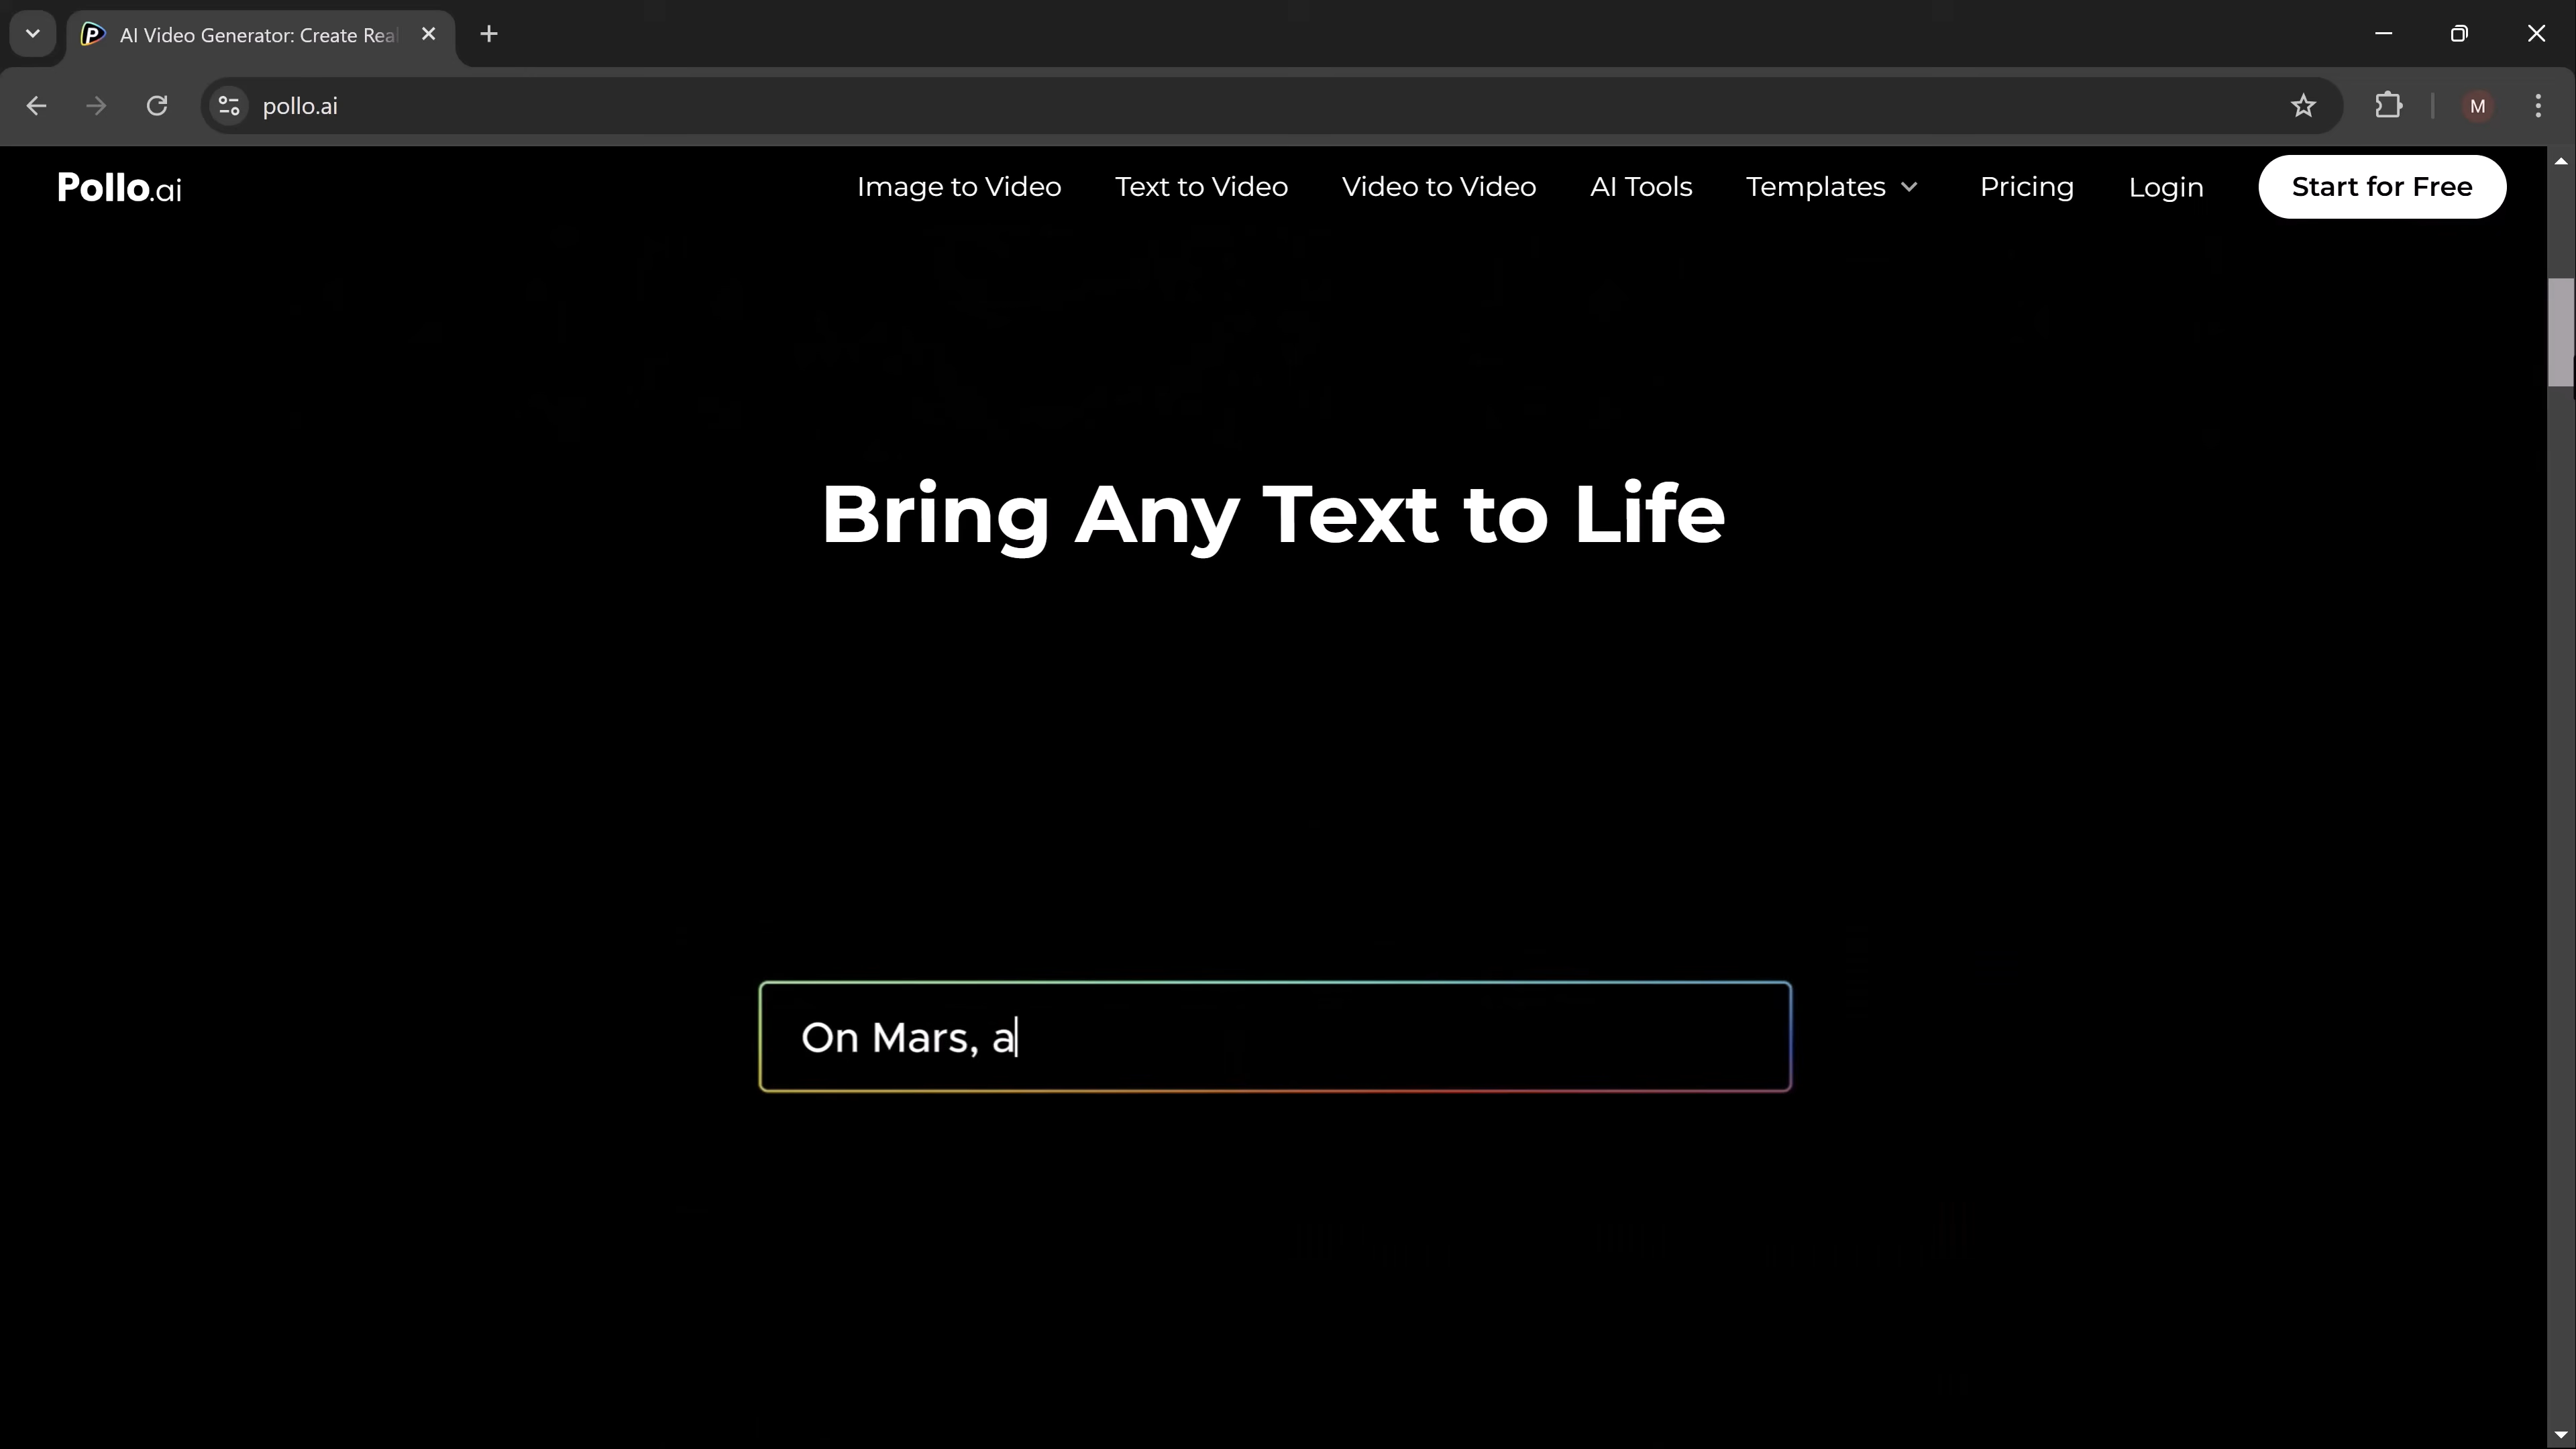 AI Video Generator: Create Real
pollo.ai
M
Pollo.ai
Image to Video
Text to Video
Video to Video
AI Tools
Templates
Pricing
Login
Start for Free
Bring Any Text to Life
On Mars, a